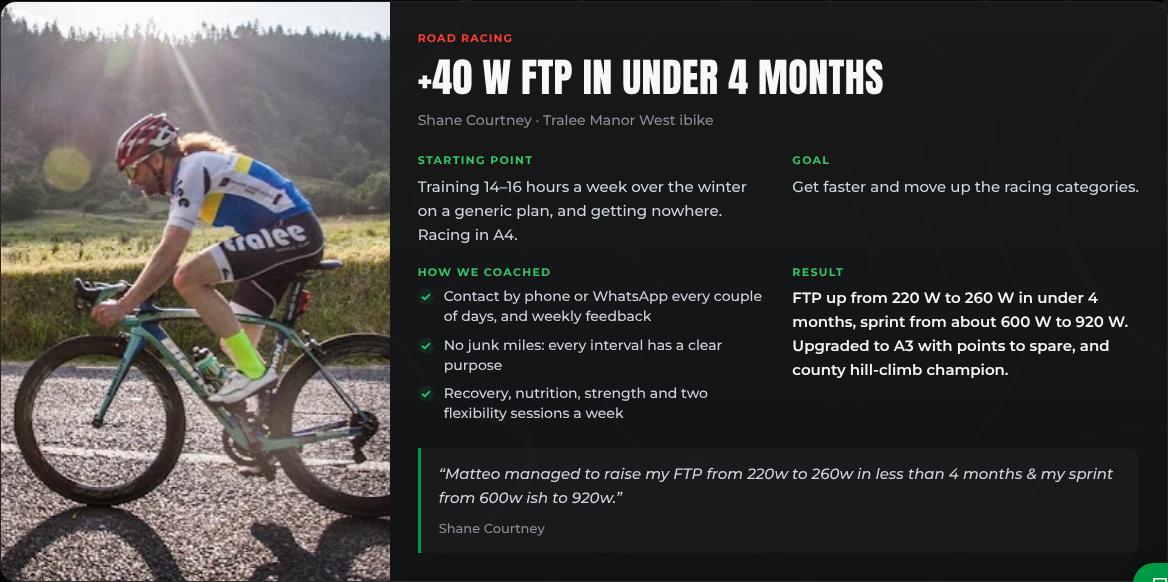 ROAD RACING
+40 W FTP IN UNDER 4 MONTHS
Shane Courtney · Tralee Manor West ibike
STARTING POINT
Training 14–16 hours a week over the winter
on a generic plan, and getting nowhere.
Racing in A4.
GOAL
Get faster and move up the racing categories.
HOW WE COACHED
Contact by phone or WhatsApp every couple
of days, and weekly feedback
No junk miles: every interval has a clear
purpose
Recovery, nutrition, strength and two
flexibility sessions a week
RESULT
FTP up from 220 W to 260 W in under 4
months, sprint from about 600 W to 920 W.
Upgraded to A3 with points to spare, and
county hill-climb champion.
“Matteo managed to raise my FTP from 220w to 260w in less than 4 months & my sprint
from 600w ish to 920w.”
Shane Courtney
tralee